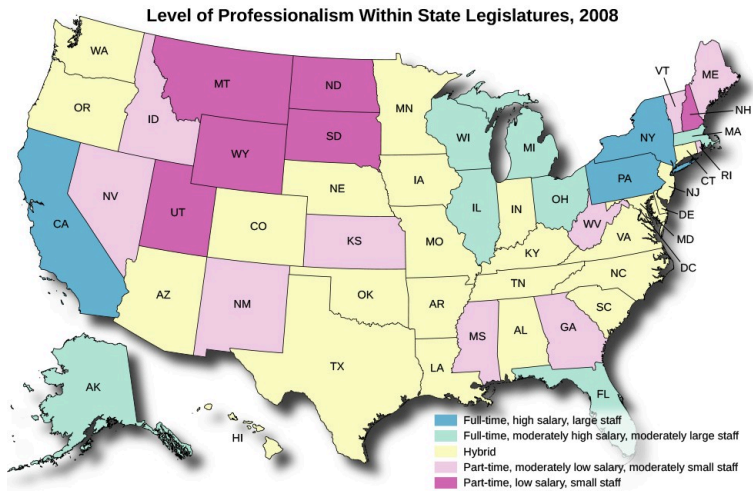 Level of Professionalism Within State Legislatures, 2008
WA
MT
ND
MN
VT
ME
OR
ID
SD
WI
MI
NY
NH
MA
WY
RI
CT
NV
NE
IA
PA
NJ
CA
UT
CO
IL
IN
OH
DE
KS
MO
WV
VA
MD
KY
DC
AZ
NM
OK
AR
TN
NC
SC
MS
AL
GA
TX
LA
AK
FL
HI
Full-time, high salary, large staff
Full-time, moderately high salary, moderately large staff
Hybrid
Part-time, moderately low salary, moderately small staff
Part-time, low salary, small staff